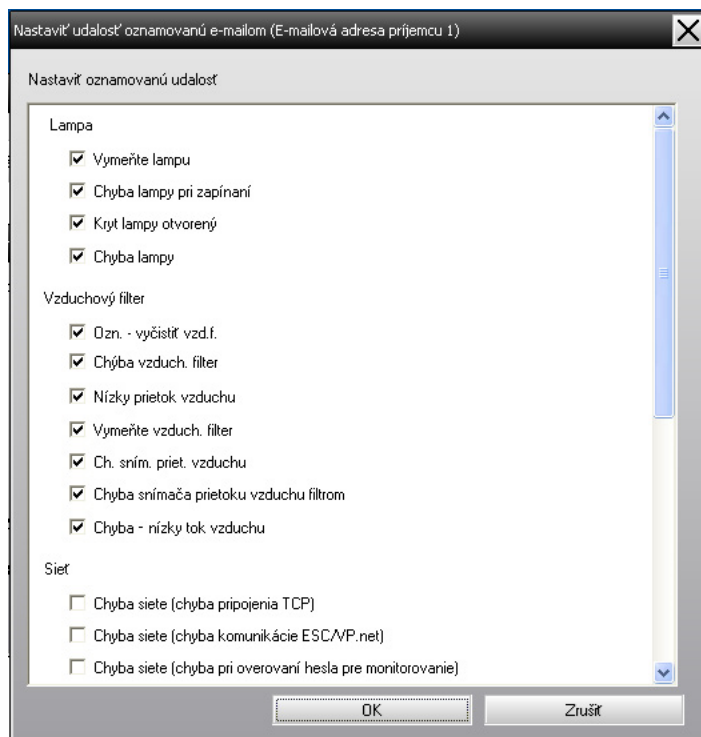 Nastaviť udalosť oznamovanú e-mailom (E-mailová adresa príjemcu 1)
Nastaviť oznamovanú udalosť
Lampa
Vymeňte lampu
Chyba lampy pri zapínaní
Kryt lampy otvorený
Chyba lampy
Vzduchový filter
Ozn. - vyčistiť vzd.f.
Chýba vzduch. filter
Nízky prietok vzduchu
Vymeňte vzduch. filter
Ch. sním. priet. vzduchu
Chyba snímača prietoku vzduchu filtrom
Chyba - nízky tok vzduchu
Sieť
Chyba siete (chyba pripojenia TCP)
Chyba siete (chyba komunikácie ESC/VP.net)
Chyba siete (chyba pri overovaní hesla pre monitorovanie)
OK
Zrušiť